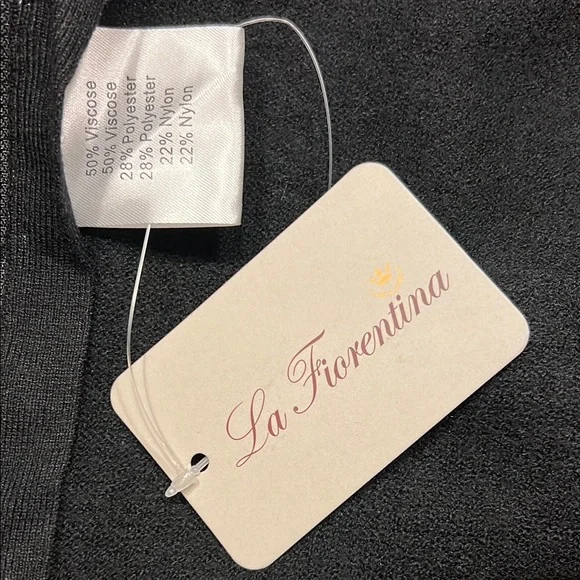 50% Viscose
50% Viscose
28% Polyester
28% Polyester
22% Nylon
22% Nylon
La Fiorentina